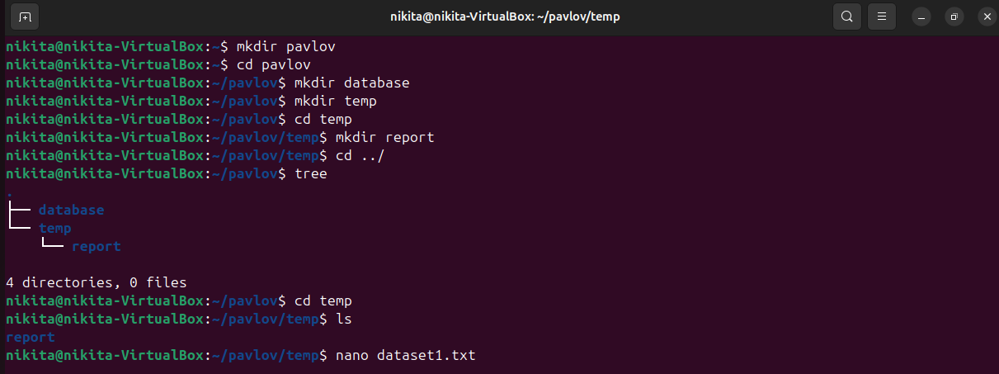 nikita@nikita-VirtualBox: ~/pavlov/temp
nikita@nikita-VirtualBox:~$ mkdir pavlov
nikita@nikita-VirtualBox:~$ cd pavlov
nikita@nikita-VirtualBox:~/pavlov$ mkdir database
nikita@nikita-VirtualBox:~/pavlov$ mkdir temp
nikita@nikita-VirtualBox:~/pavlov$ cd temp
nikita@nikita-VirtualBox:~/pavlov/temp$ mkdir report
nikita@nikita-VirtualBox:~/pavlov/temp$ cd ../
nikita@nikita-VirtualBox:~/pavlov$ tree
.
├── database
└── temp
    └── report
4 directories, 0 files
nikita@nikita-VirtualBox:~/pavlov$ cd temp
nikita@nikita-VirtualBox:~/pavlov/temp$ ls
report
nikita@nikita-VirtualBox:~/pavlov/temp$ nano dataset1.txt